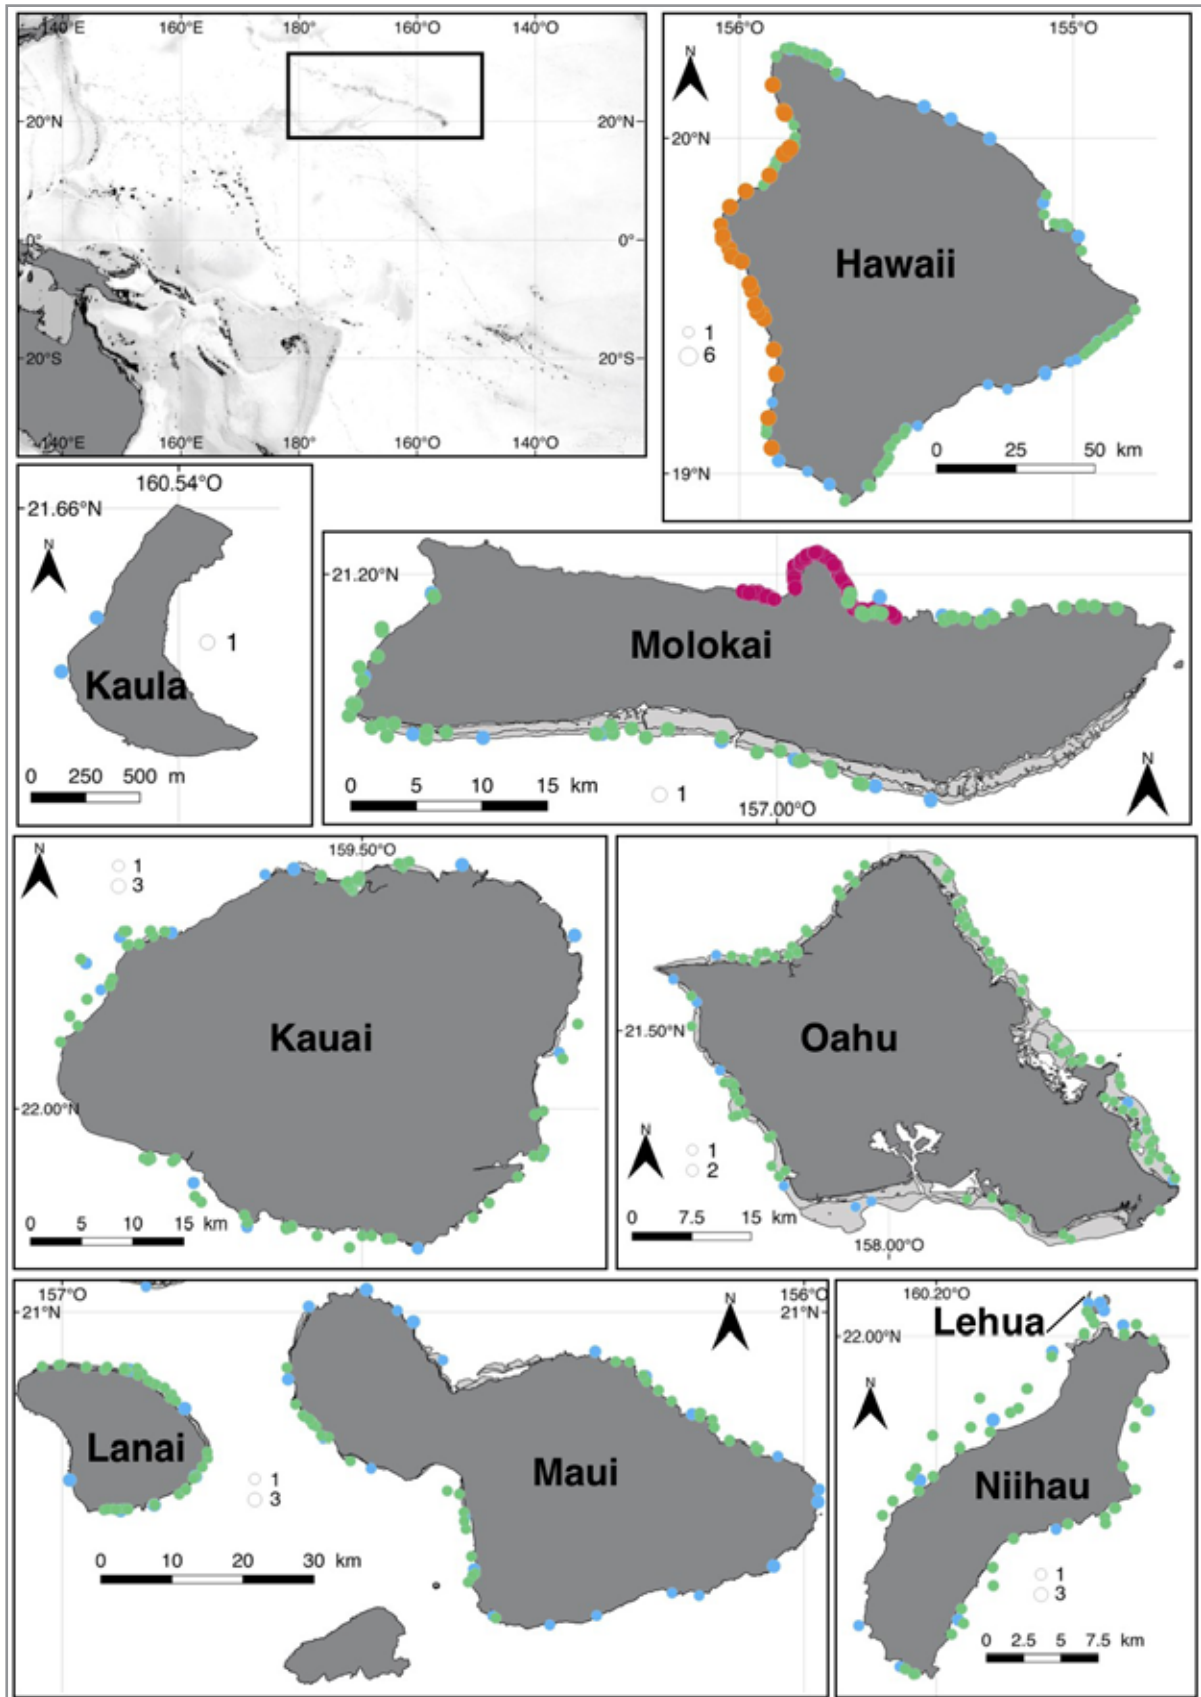 140°E 160°E 180° 160°O 140°O
20°N 20°N
0° 0°
20°S 20°S
140°E 160°E 180° 160°O 140°O
156°O 155°O
N
20°N
Hawaii
1
6
0 25 50 km
19°N
160.54°O
21.66°N
N
1
Kaula
0 250 500 m
21.20°N
Molokai
N
0 5 10 15 km
1
157.00°O
N
159.50°O
1
3
Kauai
22.00°N
0 5 10 15 km
21.50°N
Oahu
N
1
2
0 7.5 15 km
158.00°O
157°O 156°O
21°N 21°N
N
Lanai
Maui
1
3
0 10 20 30 km
160.20°O
Lehua
22.00°N
N
Niihau
1
3
0 2.5 5 7.5 km